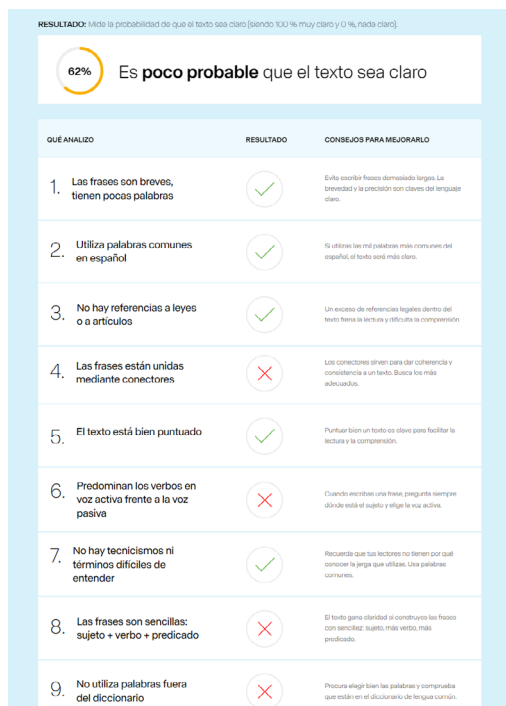 RESULTADO: Mide la probabilidad de que el texto sea claro (siendo 100 % muy claro y 0 %, nada claro).
62%
Es poco probable que el texto sea claro
QUÉ ANALIZO
RESULTADO
CONSEJOS PARA MEJORARLO
1.
Las frases son breves,
tienen pocas palabras
Evita escribir frases demasiado largas. La
brevedad y la precisión son claves del lenguaje
claro.
2.
Utiliza palabras comunes
en español
Si utilizas las mil palabras más comunes del
español, el texto será más claro.
3.
No hay referencias a leyes
o a artículos
Un exceso de referencias legales dentro del
texto frena la lectura y dificulta la comprensión.
4.
Las frases están unidas
mediante conectores
Los conectores sirven para dar coherencia y
consistencia a un texto. Busca los más
adecuados.
5.
El texto está bien puntuado
Puntuar bien un texto es clave para facilitar la
lectura y la comprensión.
6.
Predominan los verbos en
voz activa frente a la voz
pasiva
Cuando escribas una frase, pregunta siempre
dónde está el sujeto y elige la voz activa.
7.
No hay tecnicismos ni
términos difíciles de
entender
Recuerda que tus lectores no tienen por qué
conocer la jerga que utilizas. Usa palabras
comunes.
8.
Las frases son sencillas:
sujeto + verbo + predicado
El texto gana claridad si construyes las frases
con sencillez: sujeto, más verbo, más
predicado.
9.
No utiliza palabras fuera
del diccionario
Procura elegir bien las palabras y comprueba
que están en el diccionario de lengua común.